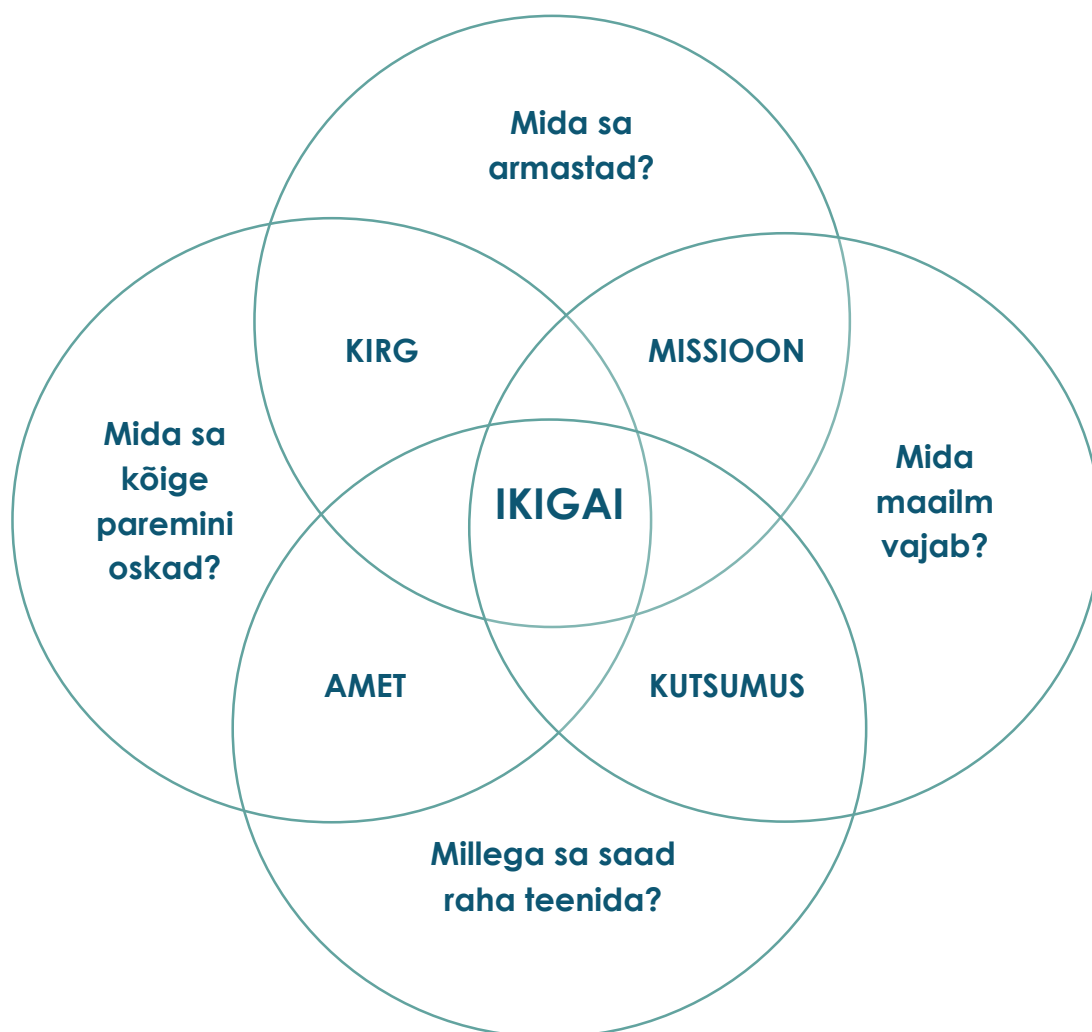 Mida sa
armastad?
KIRG
MISSIOON
Mida sa
kõige
paremini
oskad?
IKIGAI
Mida
maailm
vajab?
AMET
KUTSUMUS
Millega sa saad
raha teenida?